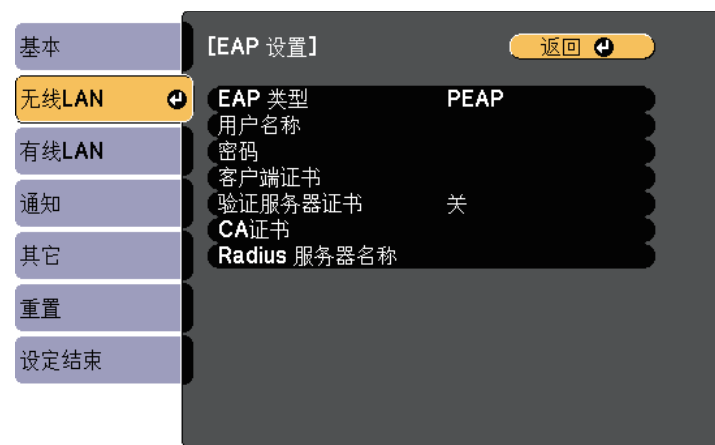 基本
无线LAN
有线LAN
通知
其它
重置
设定结束
[EAP 设置]
返回
EAP 类型 PEAP
用户名称
密码
客户端证书
验证服务器证书 关
CA证书
Radius 服务器名称